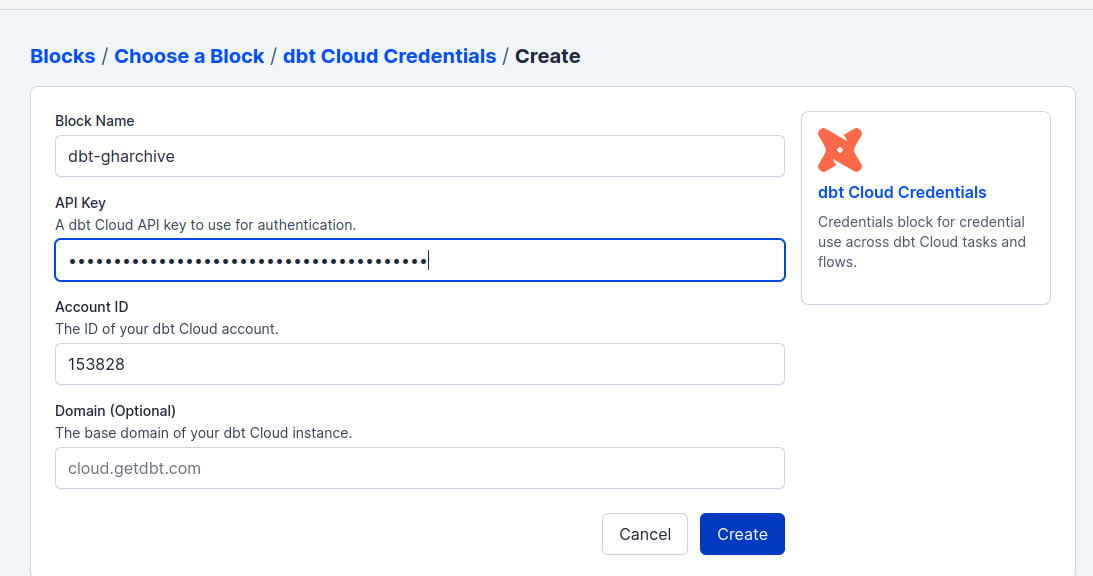 Blocks / Choose a Block / dbt Cloud Credentials / Create
Block Name
dbt-gharchive
API Key
A dbt Cloud API key to use for authentication.
••••••••••••••••••••••••••••••••••••••••
Account ID
The ID of your dbt Cloud account.
153828
Domain (Optional)
The base domain of your dbt Cloud instance.
cloud.getdbt.com
Cancel
Create
dbt Cloud Credentials
Credentials block for credential
use across dbt Cloud tasks and
flows.